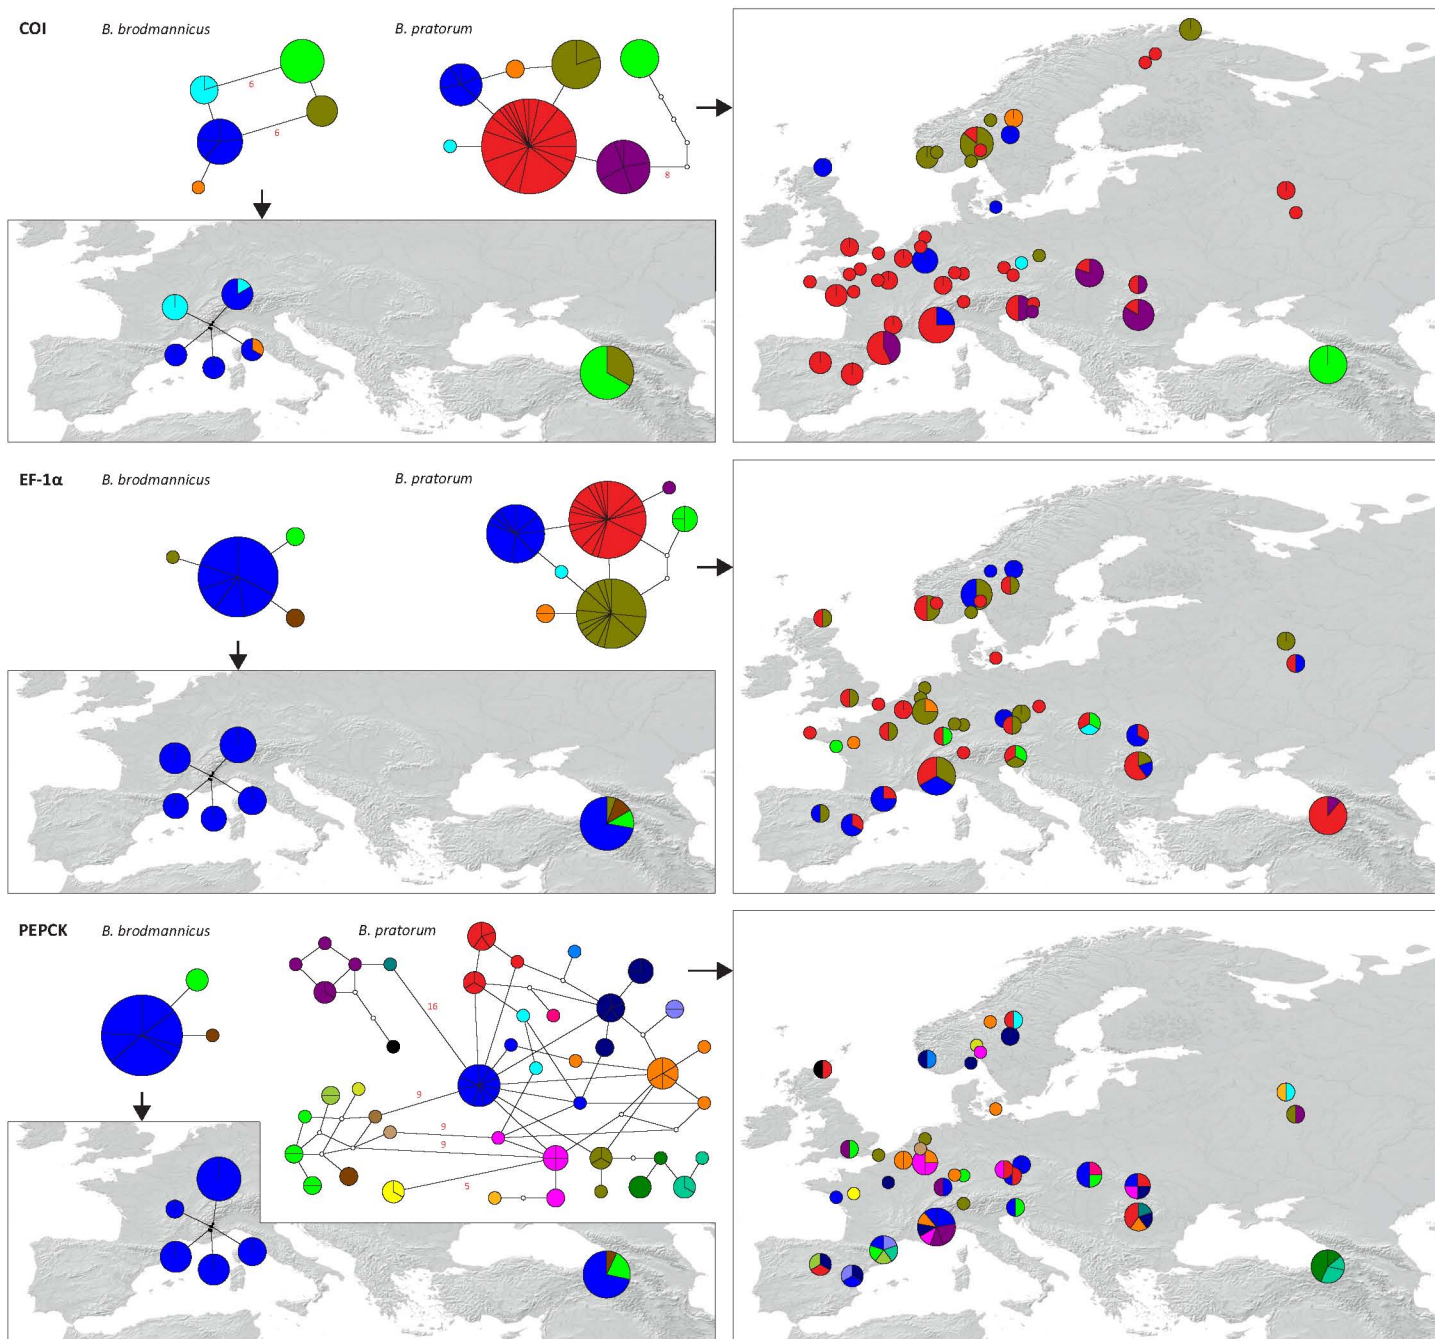 COI B. brodmannicus B. pratorum
6
6
8
EF-1α B. brodmannicus B. pratorum
PEPCK B. brodmannicus B. pratorum
16
9
9
9
5